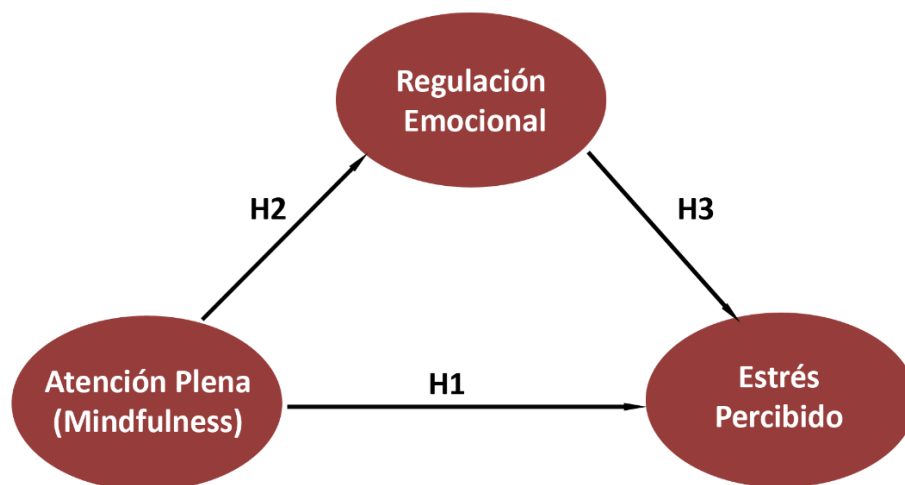 Regulación
Emocional
H2
H3
Atención Plena
(Mindfulness)
H1
Estrés
Percibido